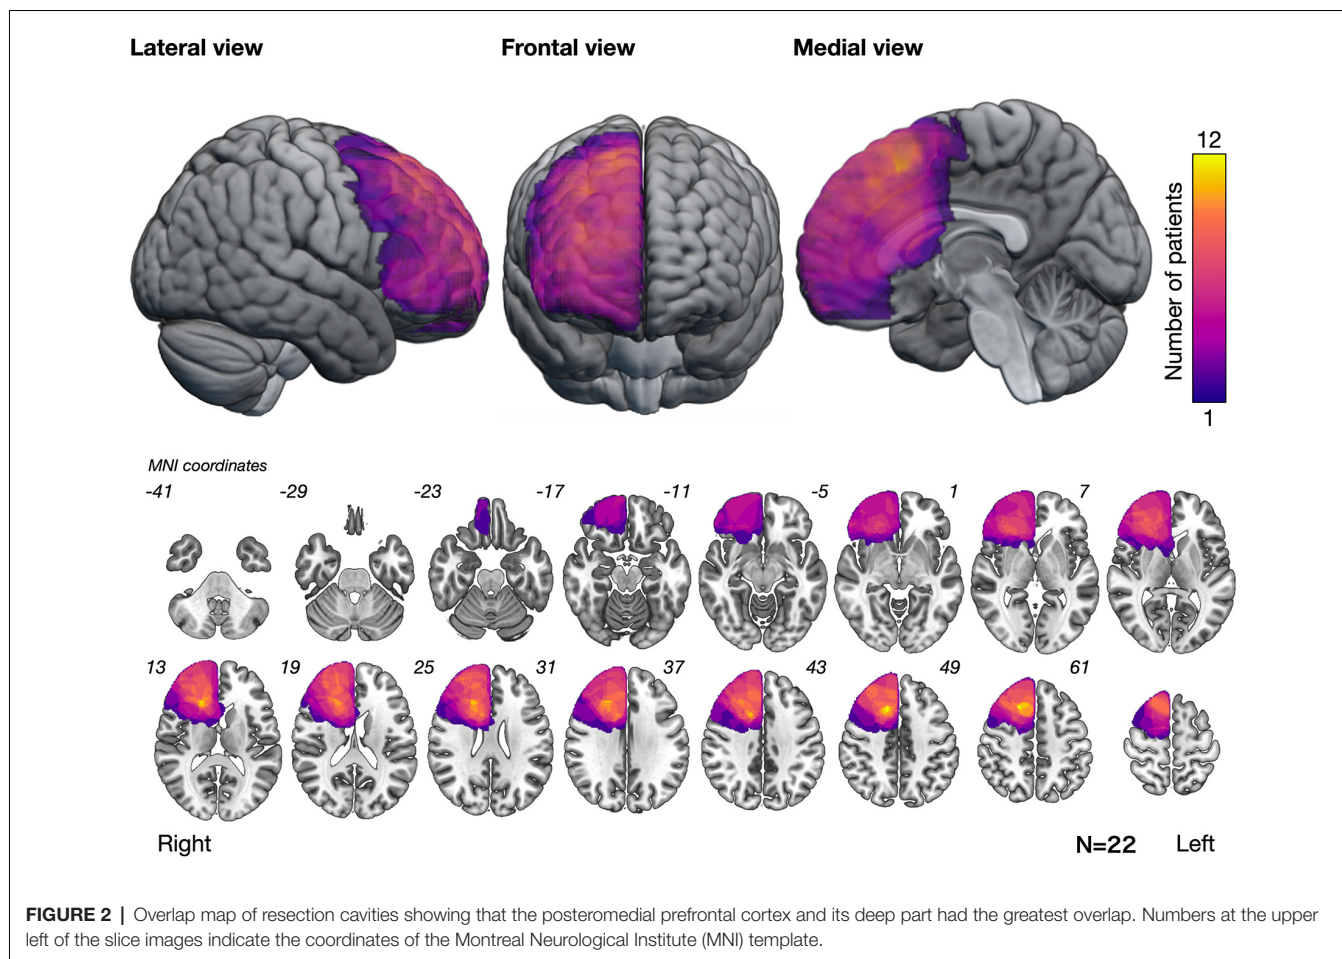 Lateral view
Frontal view
Medial view
12
Number of patients
1
MNI coordinates
-41
-29
-23
-17
-11
-5
1
7
13
19
25
31
37
43
49
61
Right
N=22
Left
FIGURE 2 | Overlap map of resection cavities showing that the posteromedial prefrontal cortex and its deep part had the greatest overlap. Numbers at the upper
left of the slice images indicate the coordinates of the Montreal Neurological Institute (MNI) template.